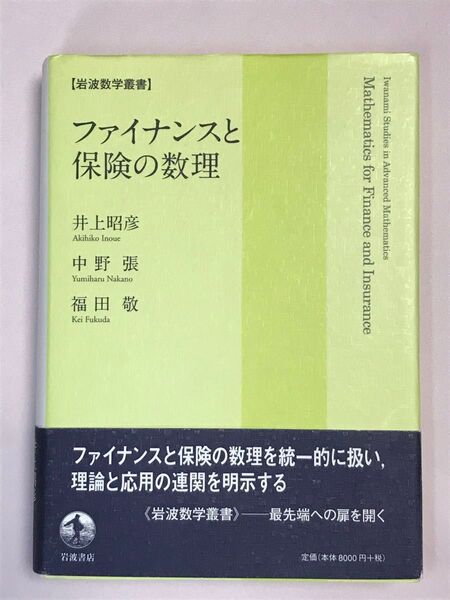 【岩波数学叢書】
ファイナンスと
保険の数理
井上昭彦
Akihiko Inoue
中野 張
Yumiharu Nakano
福田 敬
Kei Fukuda
Iwanami Studies in Advanced Mathematics
Mathematics for Finance and Insurance
ファイナンスと保険の数理を統一的に扱い,
理論と応用の連関を明示する
《岩波数学叢書》──最先端への扉を開く
岩波書店
定価(本体8000円+税)